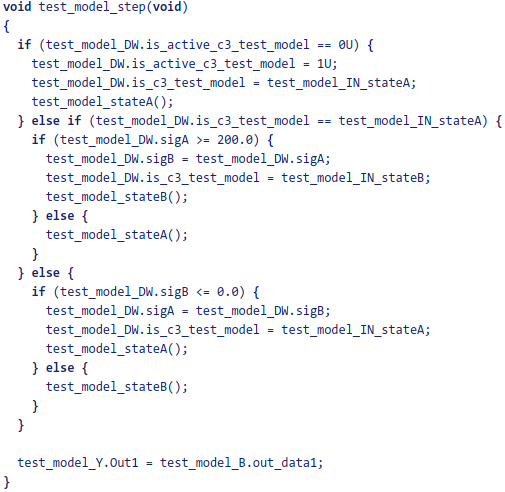 void test_model_step(void)
{
  if (test_model_DW.is_active_c3_test_model == 0U) {
    test_model_DW.is_active_c3_test_model = 1U;
    test_model_DW.is_c3_test_model = test_model_IN_stateA;
    test_model_stateA();
  } else if (test_model_DW.is_c3_test_model == test_model_IN_stateA) {
    if (test_model_DW.sigA >= 200.0) {
      test_model_DW.sigB = test_model_DW.sigA;
      test_model_DW.is_c3_test_model = test_model_IN_stateB;
      test_model_stateB();
    } else {
      test_model_stateA();
    }
  } else {
    if (test_model_DW.sigB <= 0.0) {
      test_model_DW.sigA = test_model_DW.sigB;
      test_model_DW.is_c3_test_model = test_model_IN_stateA;
      test_model_stateA();
    } else {
      test_model_stateB();
    }
  }

  test_model_Y.Out1 = test_model_B.out_data1;
}